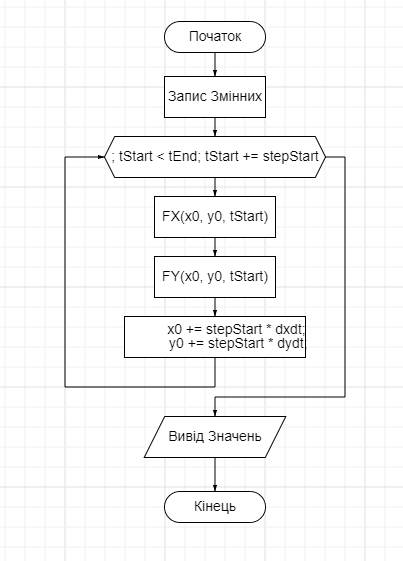 Початок
Запис Змінних
; tStart < tEnd; tStart += stepStart
FX(x0, y0, tStart)
FY(x0, y0, tStart)
x0 += stepStart * dxdt;
y0 += stepStart * dydt
Вивід Значень
Кінець